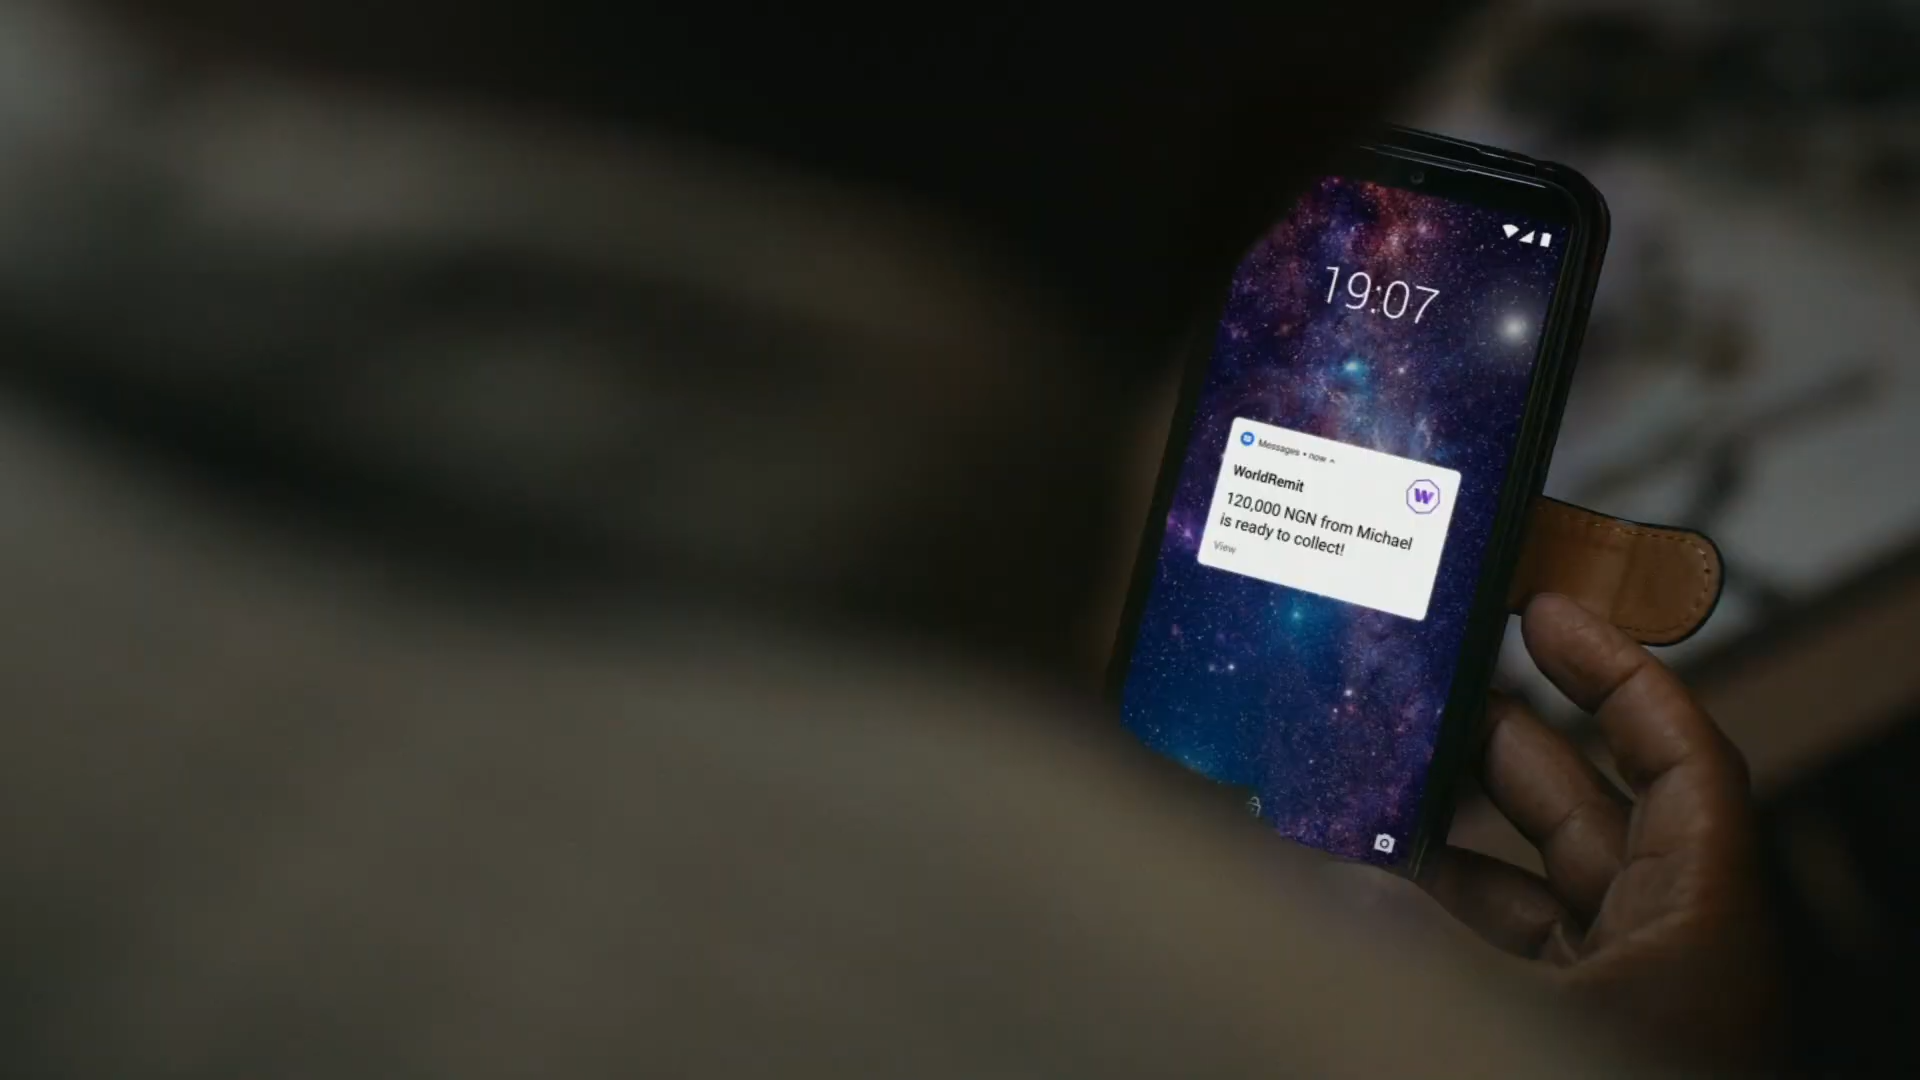 19:07
Messages • now ^
WorldRemit
W
120,000 NGN from Michael
is ready to collect!
View